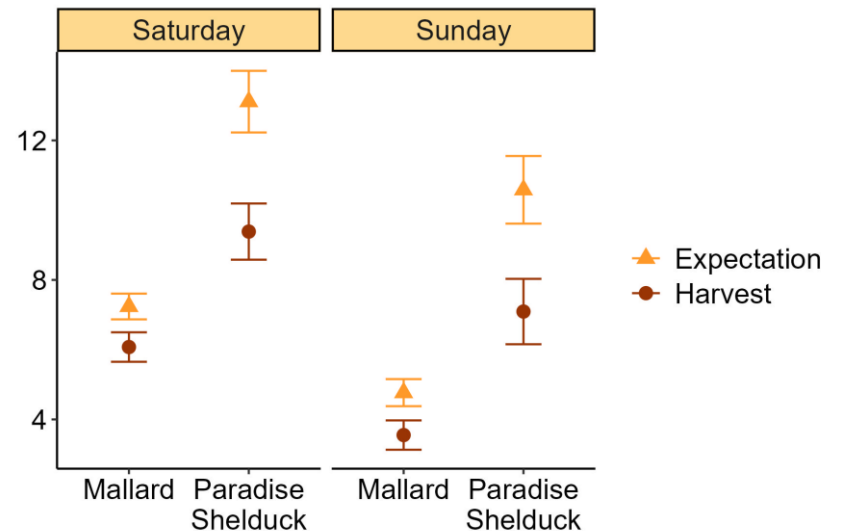 Saturday
Sunday
12
8
4
Expectation
Harvest
Mallard
Paradise
Shelduck
Mallard
Paradise
Shelduck